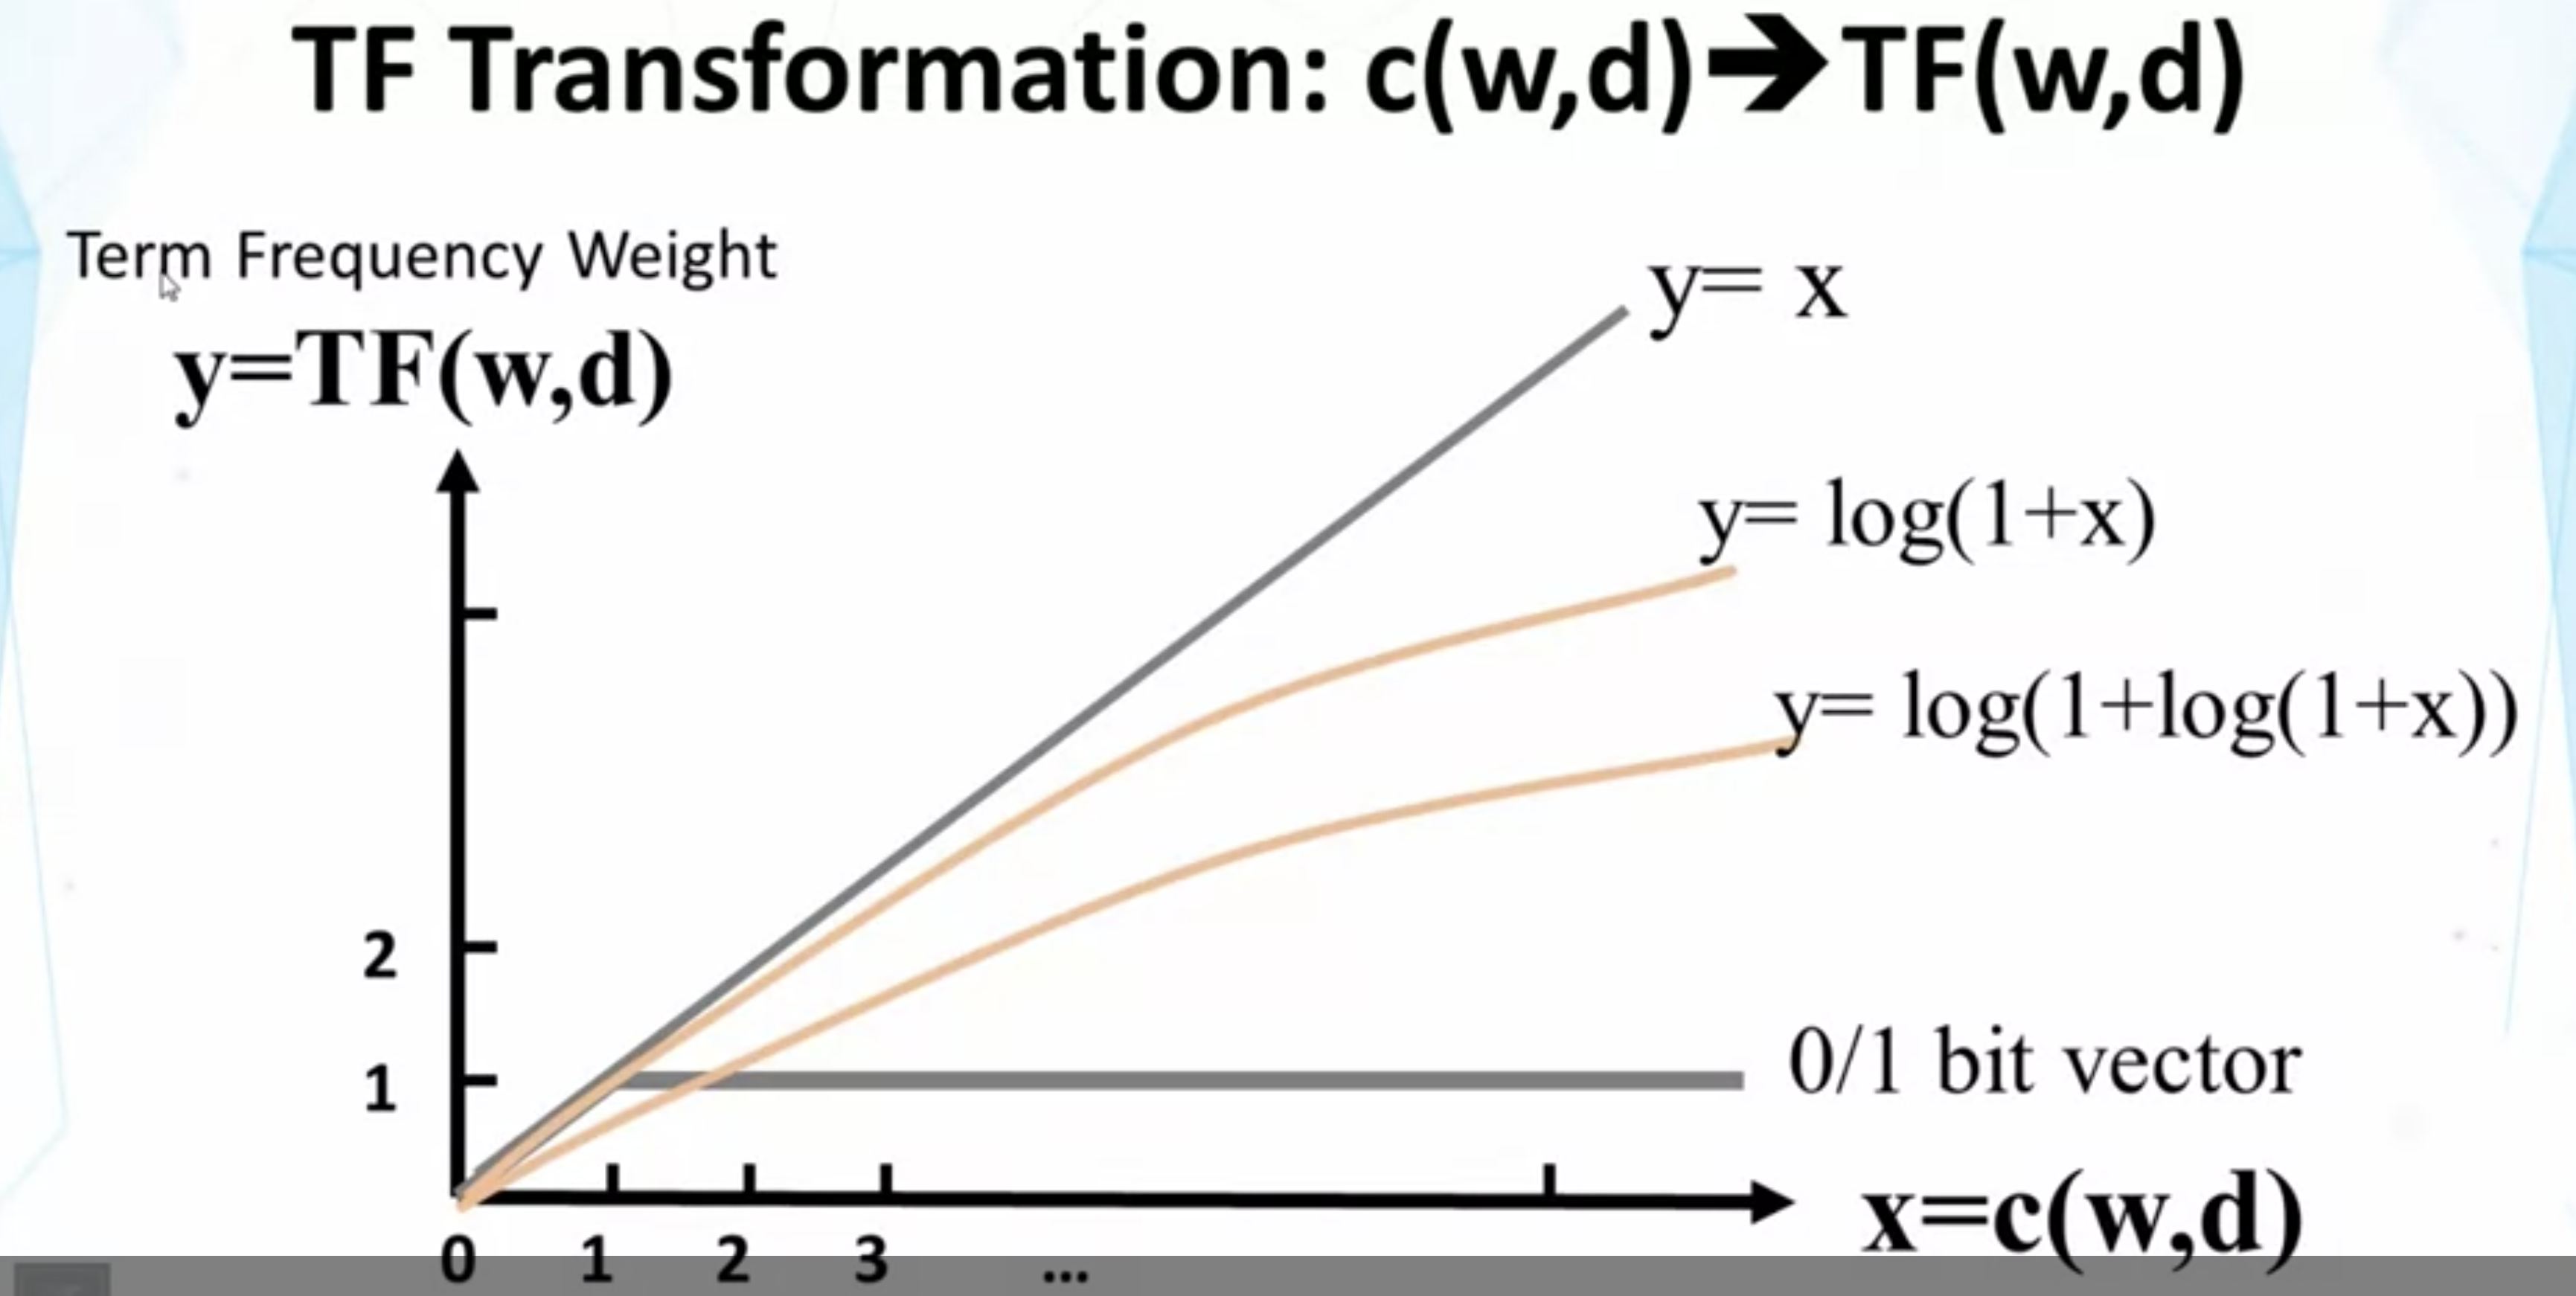 TF Transformation: c(w,d)➔TF(w,d)
Term Frequency Weight
y=TF(w,d)
y= x
y= log(1+x)
y= log(1+log(1+x))
2
1
0/1 bit vector
x=c(w,d)
0 1 2 3 ...